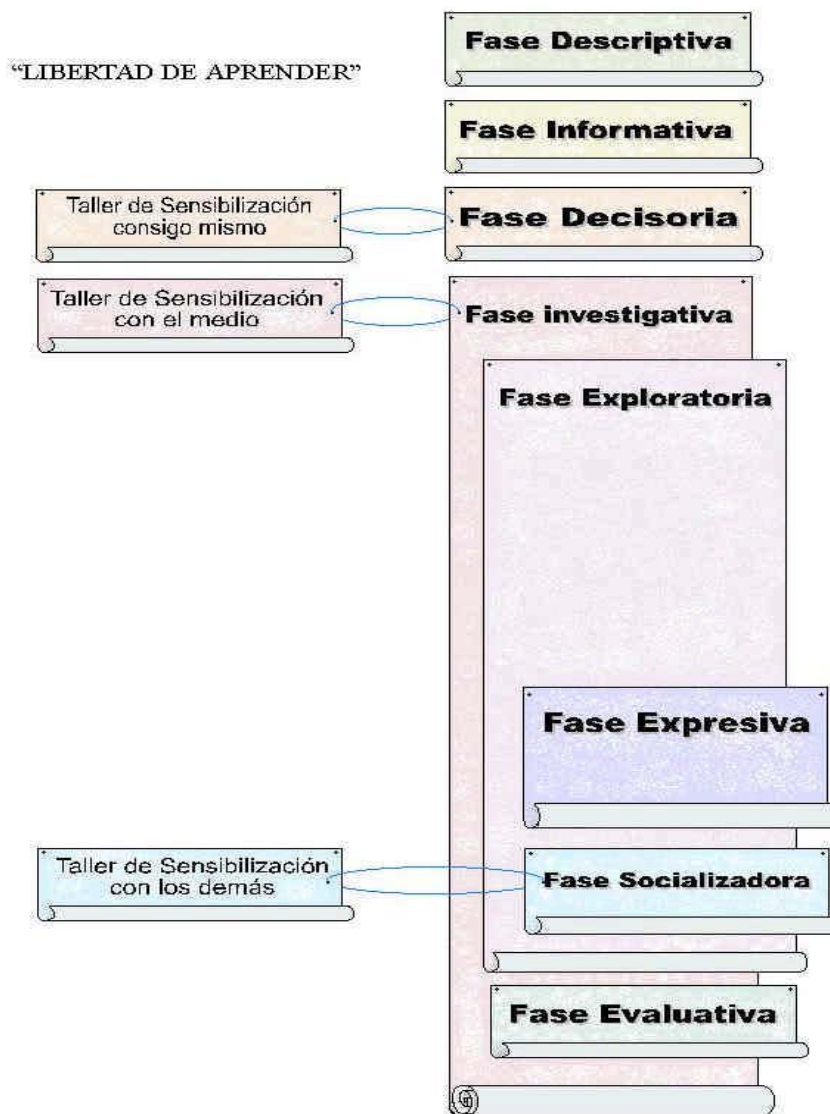 Fase Descriptiva
“LIBERTAD DE APRENDER”
Fase Informativa
Taller de Sensibilización
consigo mismo
Fase Decisoria
Taller de Sensibilización
con el medio
Fase investigativa
Fase Exploratoria
Fase Expresiva
Taller de Sensibilización
con los demás
Fase Socializadora
Fase Evaluativa